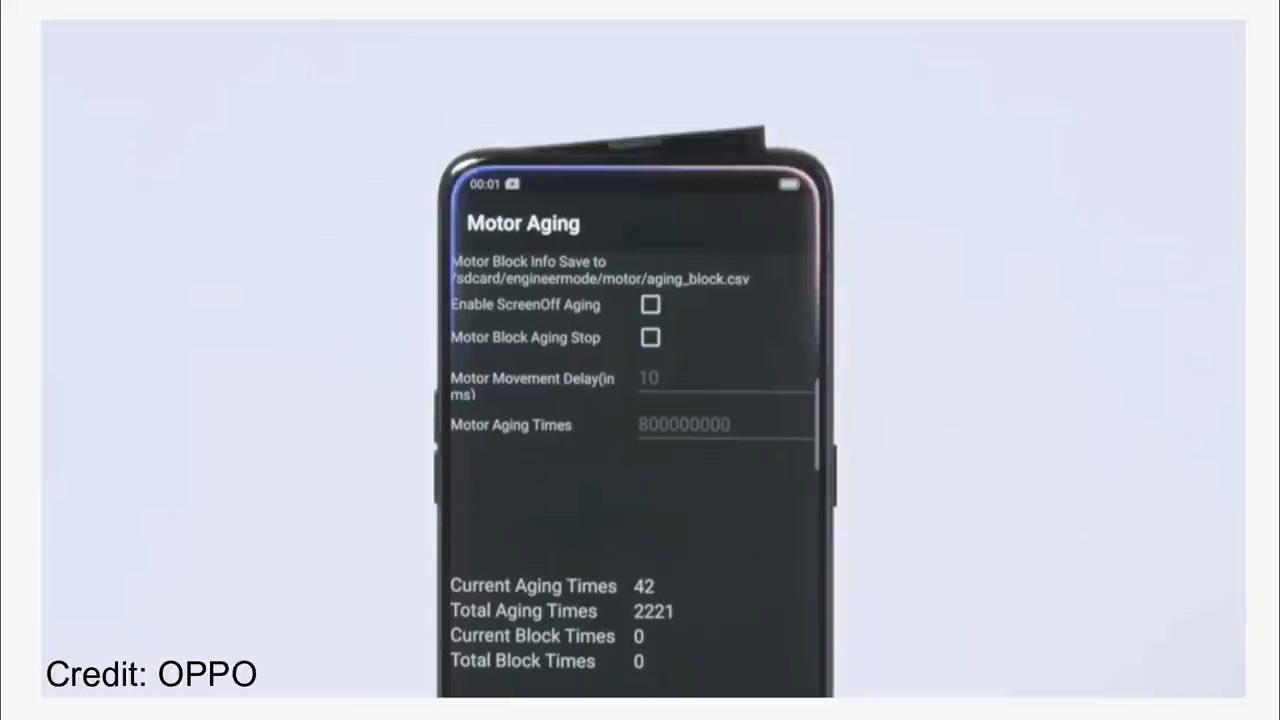 00:01
Motor Aging
Motor Block Info Save to
/sdcard/engineermode/motor/aging_block.csv
Enable ScreenOff Aging
Motor Block Aging Stop
Motor Movement Delay(in 10
ms)
Motor Aging Times 800000000
Current Aging Times 42
Total Aging Times 2221
Current Block Times 0
Total Block Times 0
Credit: OPPO